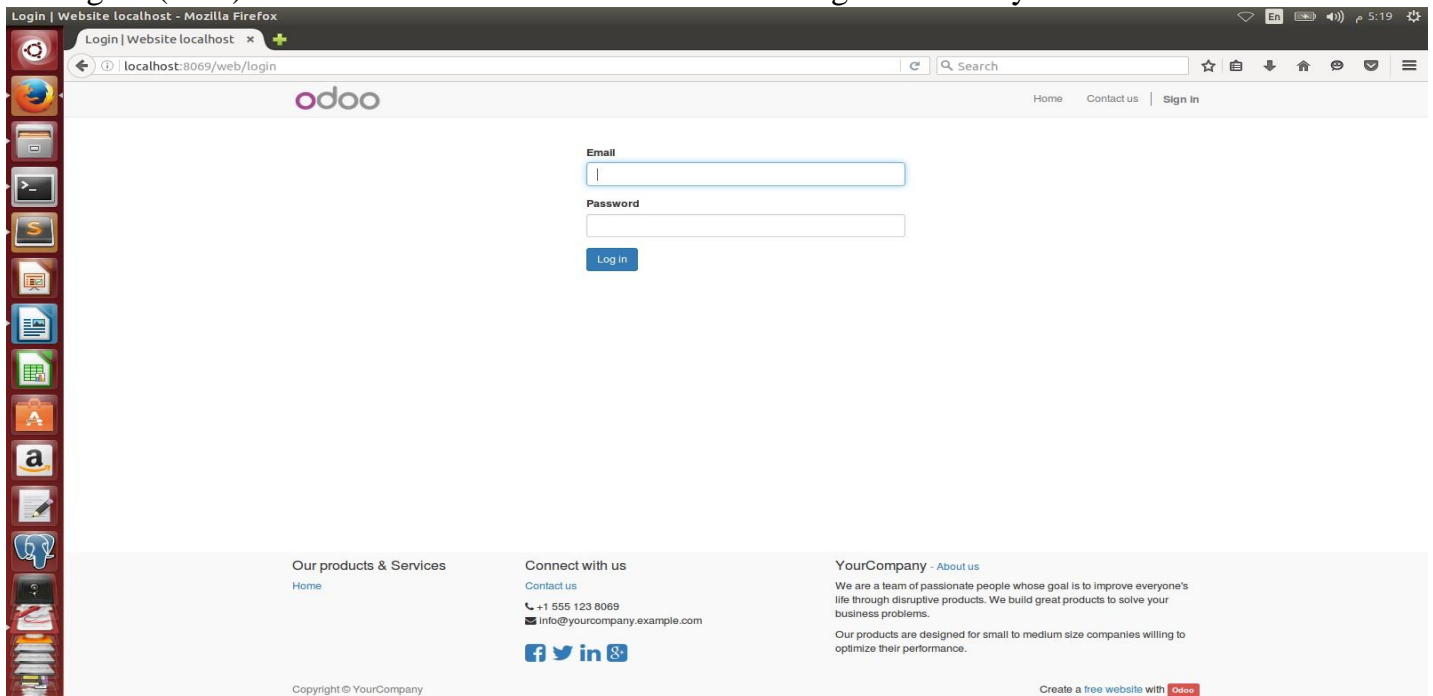 Login | Website localhost - Mozilla Firefox
En
5:19 م
Login | Website localhost ×
localhost:8069/web/login
Search
odoo
Home Contact us | Sign in
Email
Password
Log in
Our products & Services
Home
Connect with us
Contact us
+1 555 123 8069
info@yourcompany.example.com
YourCompany - About us
We are a team of passionate people whose goal is to improve everyone's
life through disruptive products. We build great products to solve your
business problems.
Our products are designed for small to medium size companies willing to
optimize their performance.
Copyright © YourCompany
Create a free website with Odoo